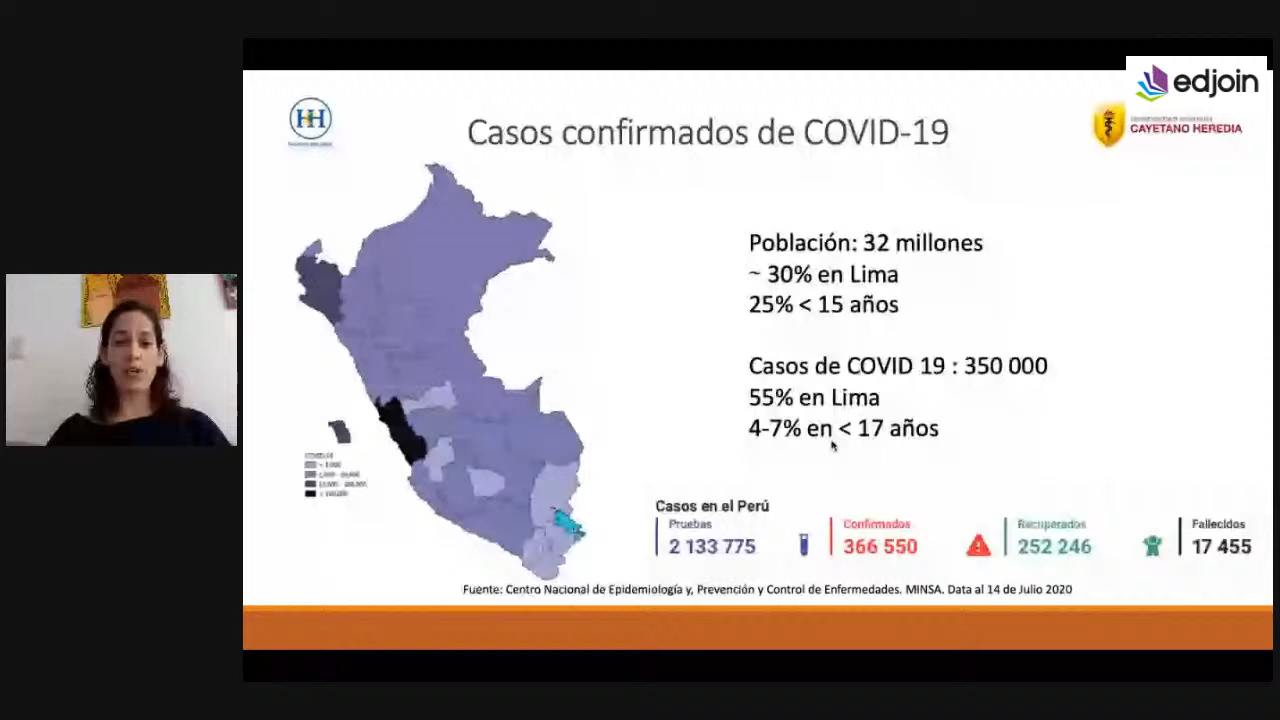 edjoin
HH
Casos confirmados de COVID-19
CAYETANO HEREDIA
Población: 32 millones
~ 30% en Lima
25% < 15 años
Casos de COVID 19 : 350 000
55% en Lima
4-7% en < 17 años
Casos en el Perú
Pruebas
2 133 775
Confirmados
366 550
Recuperados
252 246
Fallecidos
17 455
Fuente: Centro Nacional de Epidemiología y, Prevención y Control de Enfermedades. MINSA. Data al 14 de Julio 2020